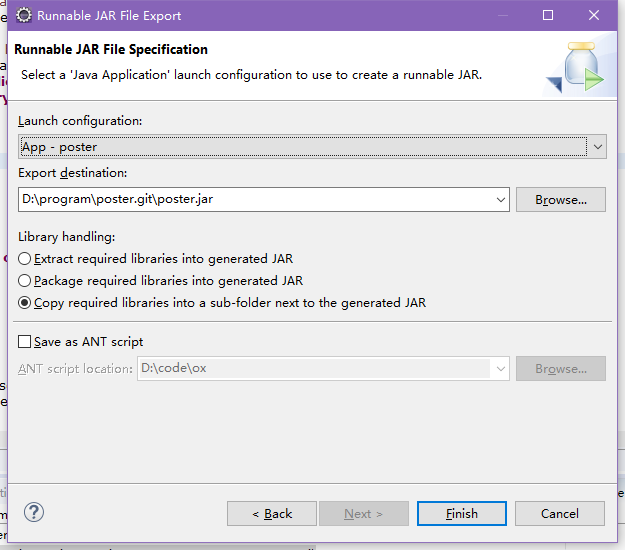 Runnable JAR File Export
Runnable JAR File Specification
Select a 'Java Application' launch configuration to use to create a runnable JAR.
Launch configuration:
App - poster
Export destination:
D:\program\poster.git\poster.jar
Browse...
Library handling:
Extract required libraries into generated JAR
Package required libraries into generated JAR
Copy required libraries into a sub-folder next to the generated JAR
Save as ANT script
ANT script location:
D:\code\ox
Browse...
?
< Back
Next >
Finish
Cancel